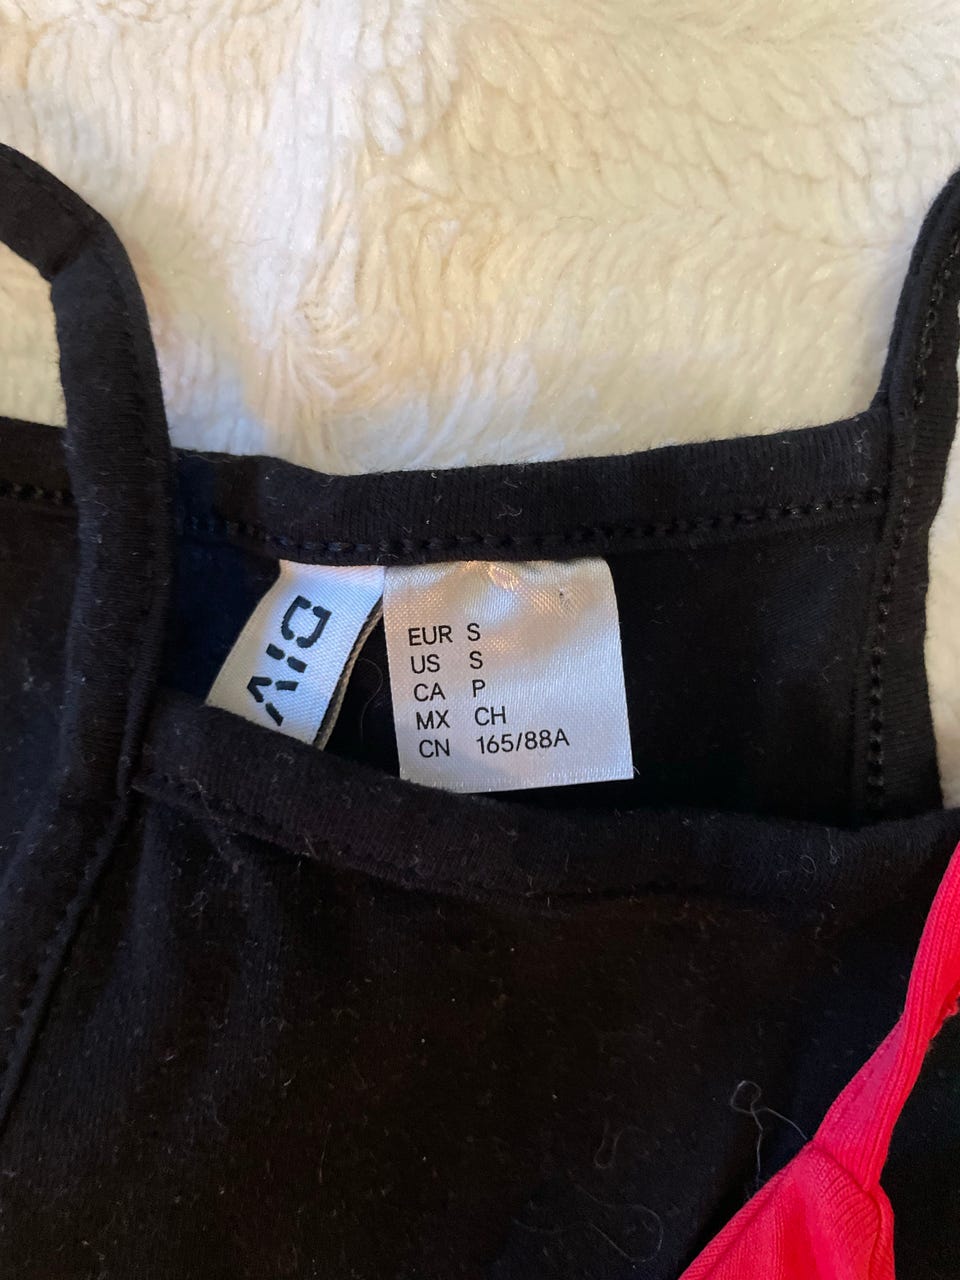 DIV
EUR S
US S
CA P
MX CH
CN 165/88A